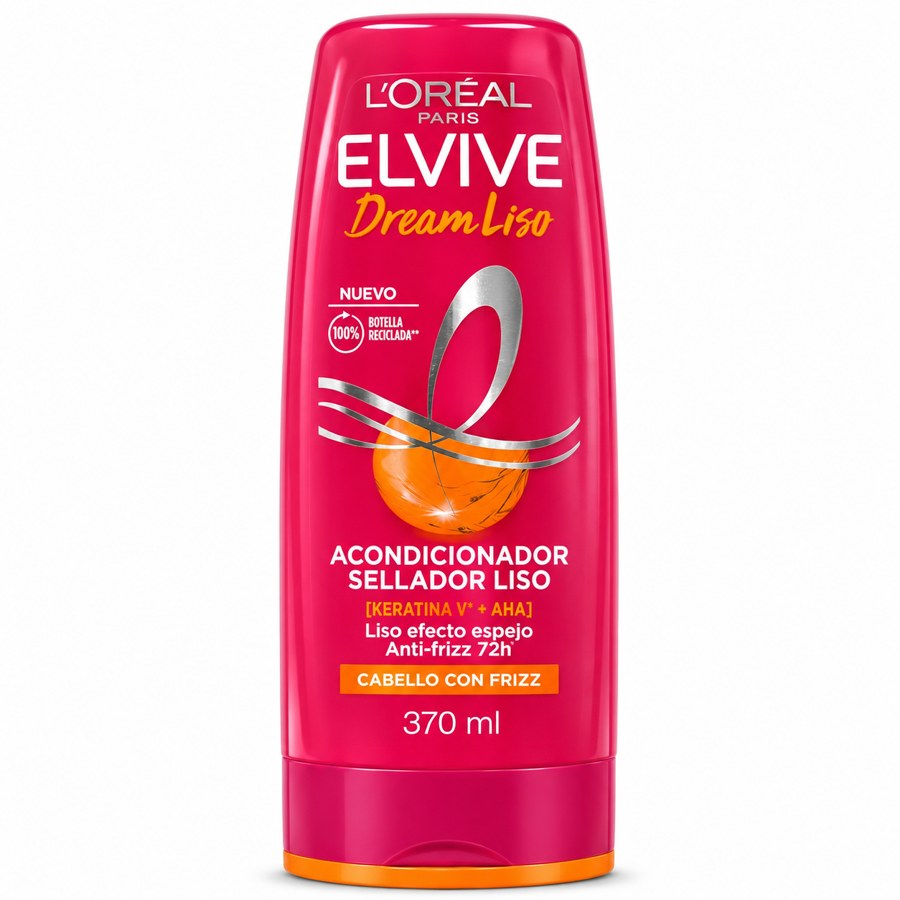 L'ORÉAL
PARIS
ELVIVE
Dream Liso
NUEVO
100%
BOTELLA
RECICLADA**
ACONDICIONADOR
SELLADOR LISO
[KERATINA V* + AHA]
Liso efecto espejo
Anti-frizz 72h
CABELLO CON FRIZZ
370 ml